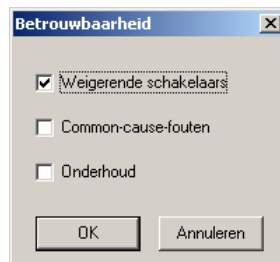 Betrouwbaarheid
Weigerende schakelaars
Common-cause-fouten
Onderhoud
OK Annuleren